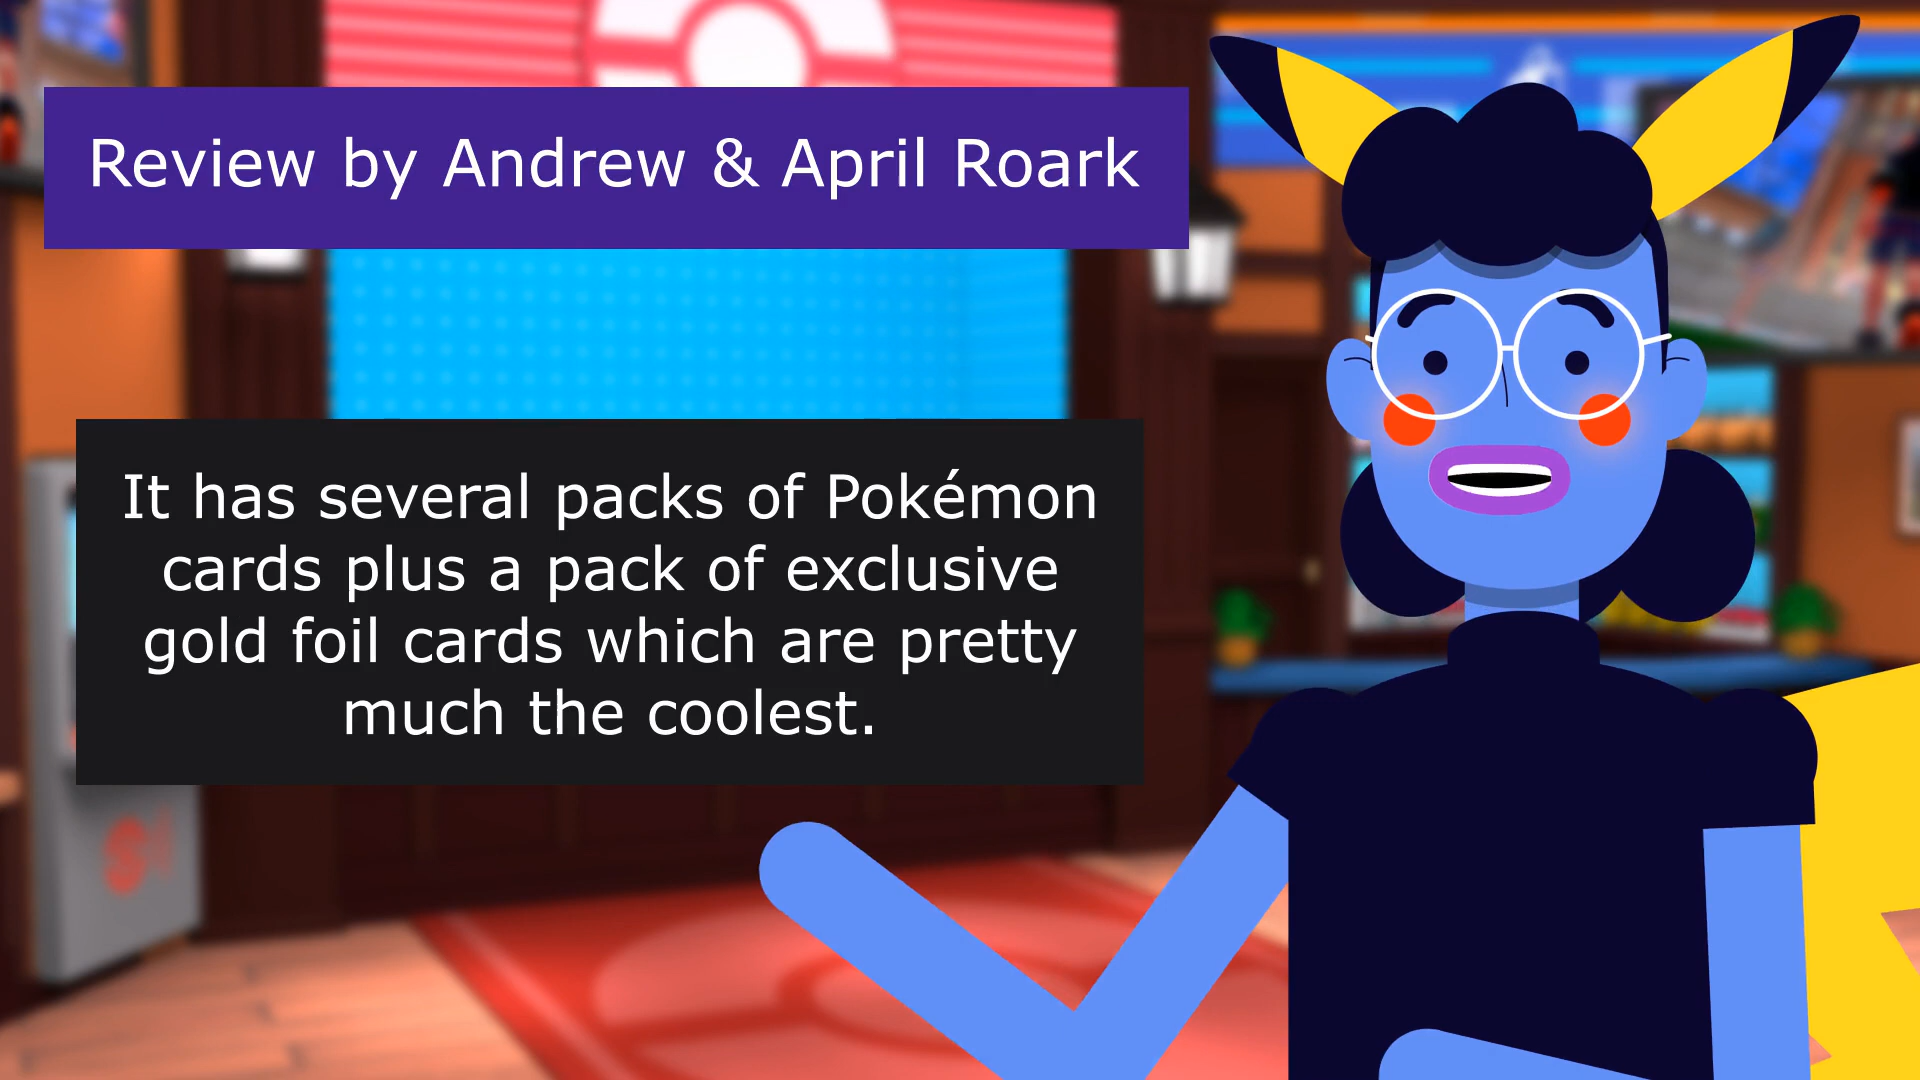 Review by Andrew & April Roark
It has several packs of Pokémon
cards plus a pack of exclusive
gold foil cards which are pretty
much the coolest.